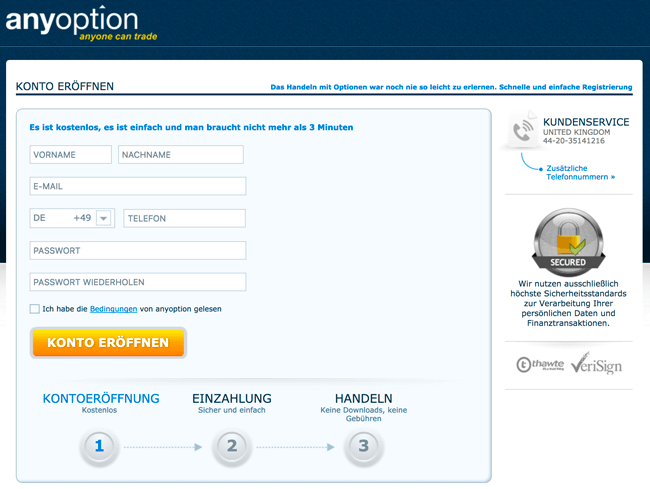 anyoption
anyone can trade
KONTO ERÖFFNEN
Das Handeln mit Optionen war noch nie so leicht zu erlernen. Schnelle und einfache Registrierung
Es ist kostenlos, es ist einfach und man braucht nicht mehr als 3 Minuten
VORNAME
NACHNAME
E-MAIL
DE +49
TELEFON
PASSWORT
PASSWORT WIEDERHOLEN
Ich habe die Bedingungen von anyoption gelesen
KONTO ERÖFFNEN
KONTOERÖFFNUNG
Kostenlos
1
EINZAHLUNG
Sicher und einfach
2
HANDELN
Keine Downloads, keine
Gebühren
3
KUNDENSERVICE
UNITED KINGDOM
44-20-35141216
Zusätzliche
Telefonnummern »
SECURED
Wir nutzen ausschließlich
höchste Sicherheitsstandards
zur Verarbeitung Ihrer
persönlichen Daten und
Finanztransaktionen.
thawte
VeriSign